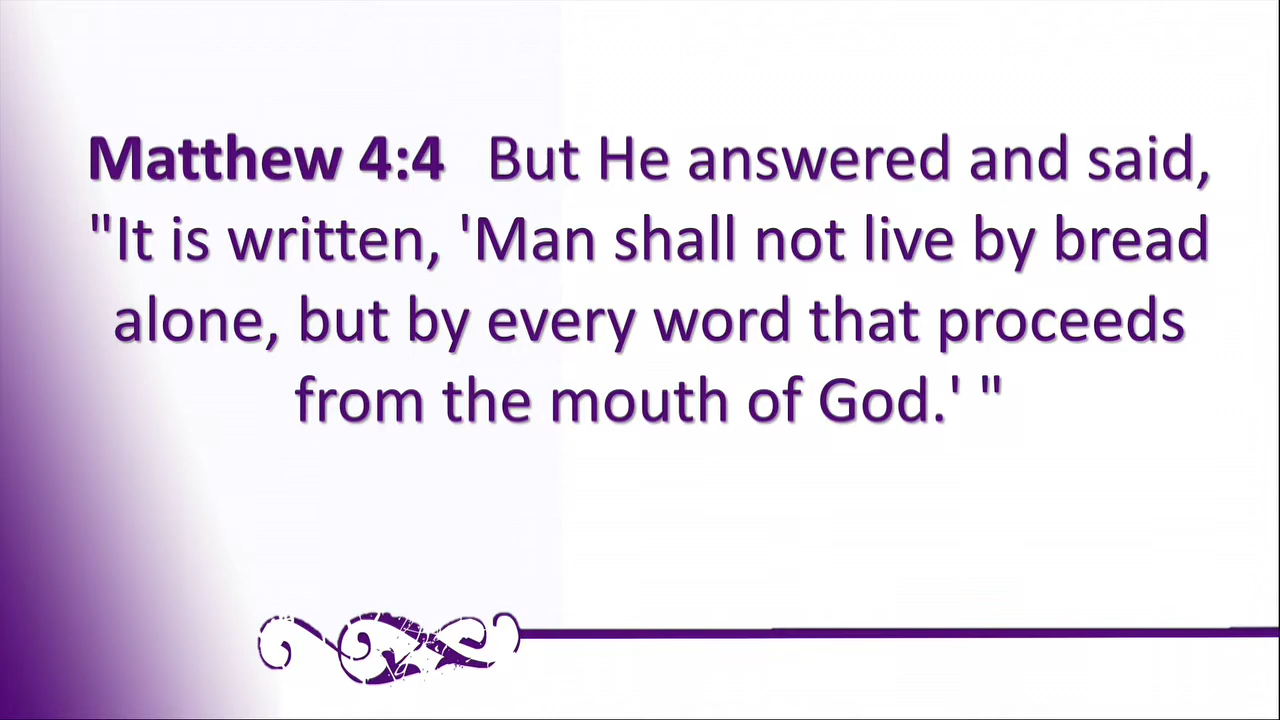 Matthew 4:4 But He answered and said,
"It is written, 'Man shall not live by bread
alone, but by every word that proceeds
from the mouth of God.' "